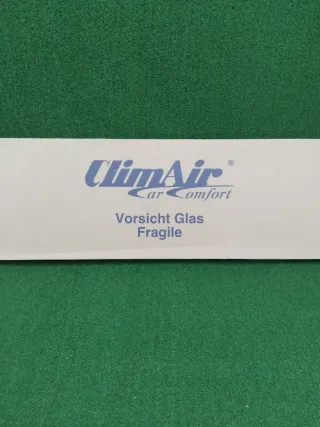 ClimAir®
Car Comfort
Vorsicht Glas
Fragile